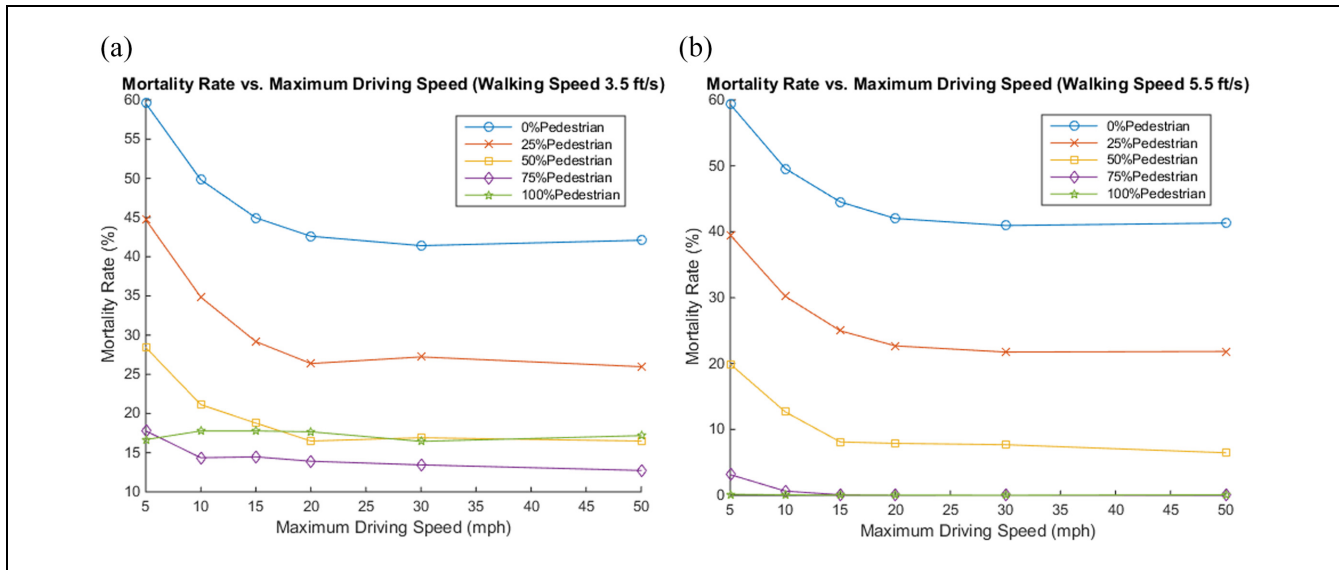 (a)
Mortality Rate vs. Maximum Driving Speed (Walking Speed 3.5 ft/s)
60
55
50
45
40
35
30
25
20
15
10
Mortality Rate (%)
0%Pedestrian
25%Pedestrian
50%Pedestrian
75%Pedestrian
100%Pedestrian
5 10 15 20 25 30 35 40 45 50
Maximum Driving Speed (mph)
(b)
Mortality Rate vs. Maximum Driving Speed (Walking Speed 5.5 ft/s)
60
50
40
30
20
10
0
Mortality Rate (%)
0%Pedestrian
25%Pedestrian
50%Pedestrian
75%Pedestrian
100%Pedestrian
5 10 15 20 25 30 35 40 45 50
Maximum Driving Speed (mph)